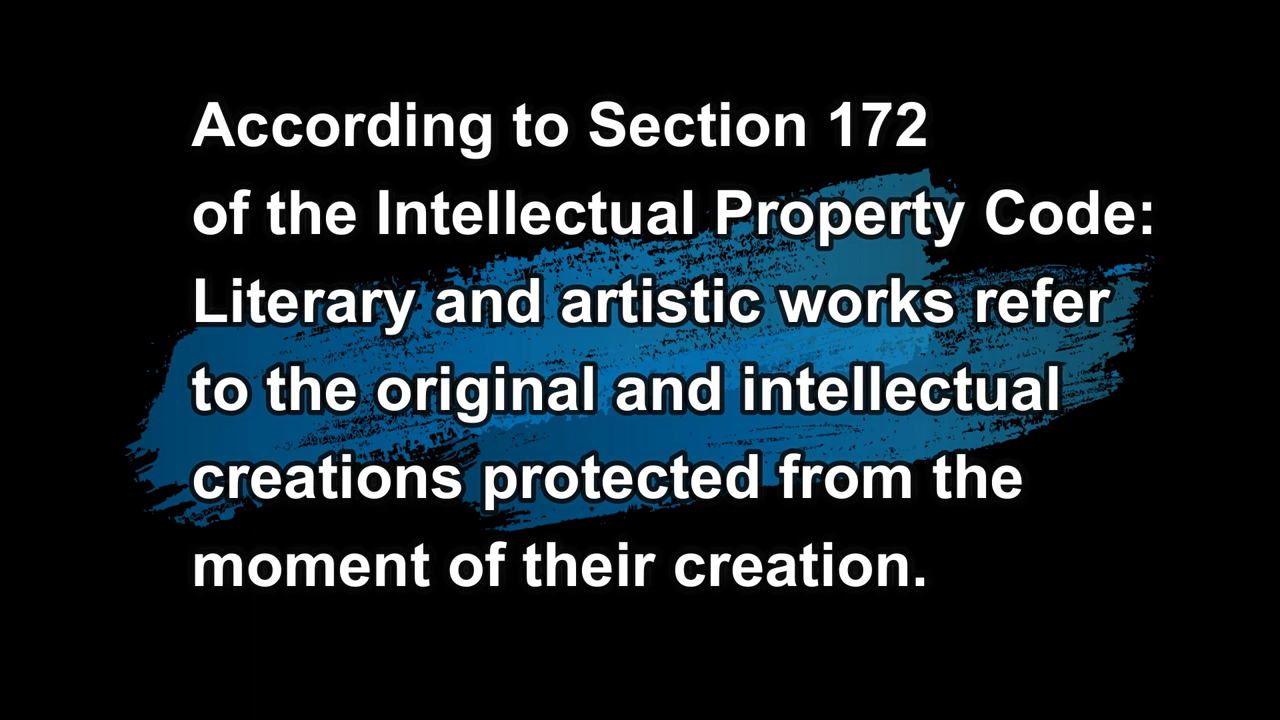 According to Section 172
of the Intellectual Property Code:
Literary and artistic works refer
to the original and intellectual
creations protected from the
moment of their creation.